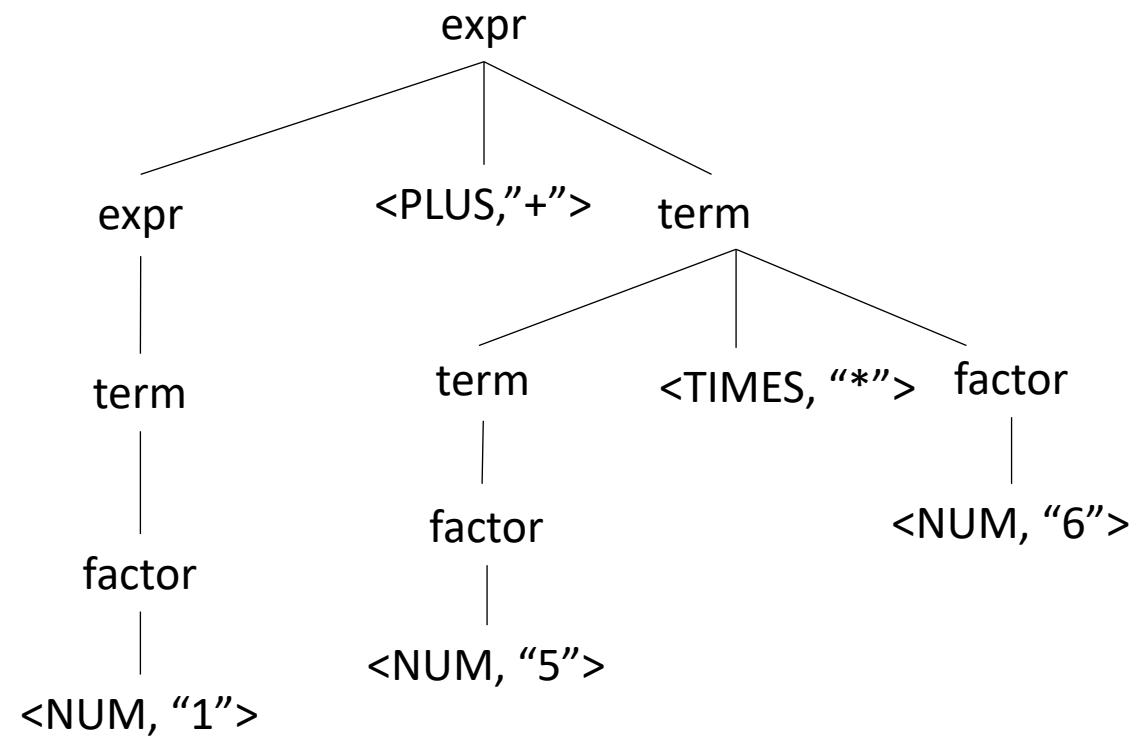 expr
expr
<PLUS,”+”>
term
term
term
<TIMES, “*”>
factor
factor
factor
<NUM, “6”>
<NUM, “5”>
<NUM, “1”>